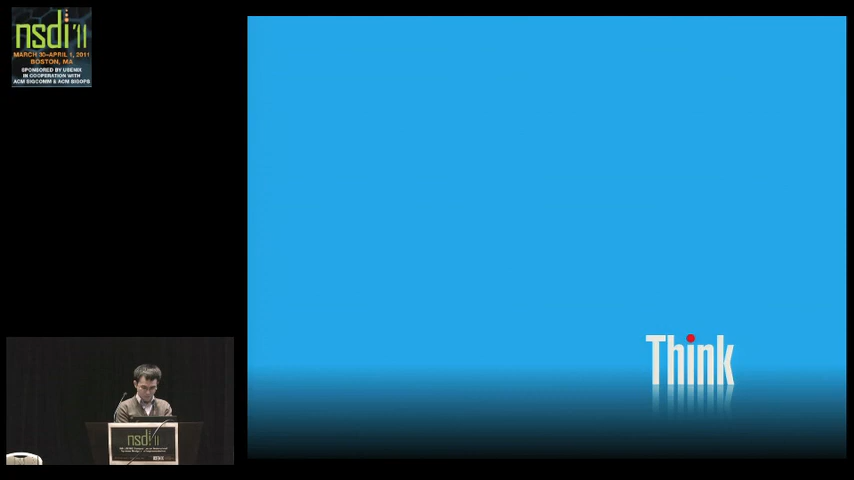 nsdi'11
MARCH 30–APRIL 1, 2011
BOSTON, MA
SPONSORED BY USENIX
IN COOPERATION WITH
ACM SIGCOMM & ACM SIGOPS
Think
nsdi'11